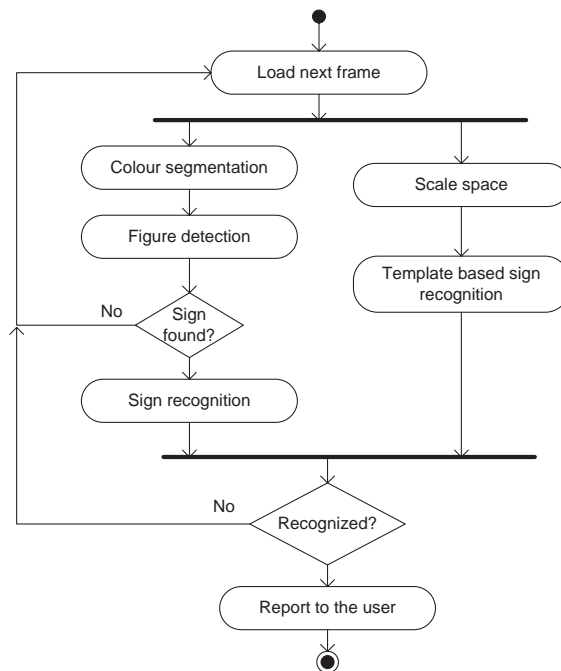 Load next frame
Colour segmentation
Scale space
Figure detection
Template based sign
recognition
No
Sign
found?
Sign recognition
No
Recognized?
Report to the user